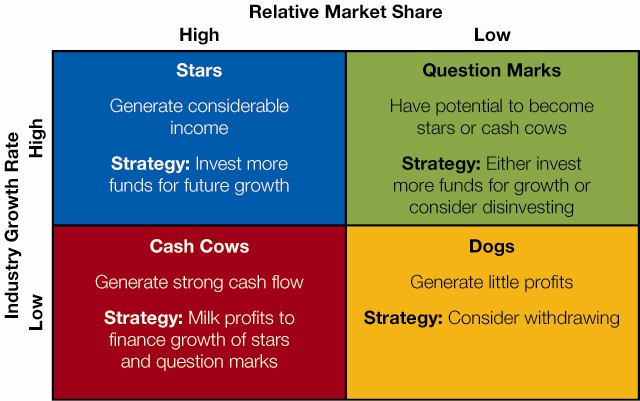 Relative Market Share
High
Low
Industry Growth Rate
High
Stars
Generate considerable
income
Strategy: Invest more
funds for future growth
Question Marks
Have potential to become
stars or cash cows
Strategy: Either invest
more funds for growth or
consider disinvesting
Low
Cash Cows
Generate strong cash flow
Strategy: Milk profits to
finance growth of stars
and question marks
Dogs
Generate little profits
Strategy: Consider withdrawing